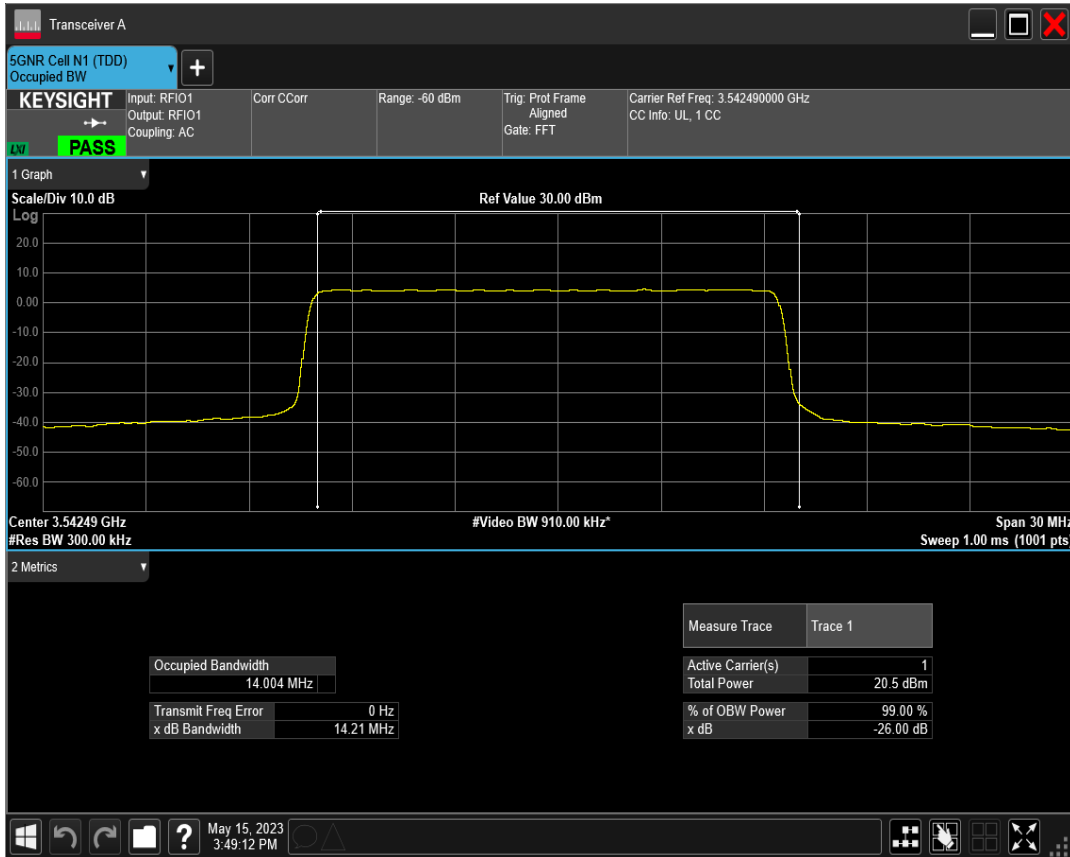 Transceiver A
5GNR Cell N1 (TDD)
Occupied BW
+
KEYSIGHT
LXI
PASS
Input: RFIO1
Output: RFIO1
Coupling: AC
Corr CCorr
Range: -60 dBm
Trig: Prot Frame
Aligned
Gate: FFT
Carrier Ref Freq: 3.542490000 GHz
CC Info: UL, 1 CC
1 Graph
Scale/Div 10.0 dB
Ref Value 30.00 dBm
Log
20.0
10.0
0.00
-10.0
-20.0
-30.0
-40.0
-50.0
-60.0
Center 3.54249 GHz
#Video BW 910.00 kHz*
Span 30 MHz
#Res BW 300.00 kHz
Sweep 1.00 ms (1001 pts)
2 Metrics
Measure Trace Trace 1
Occupied Bandwidth
14.004 MHz
Active Carrier(s) 1
Total Power 20.5 dBm
Transmit Freq Error 0 Hz
x dB Bandwidth 14.21 MHz
% of OBW Power 99.00 %
x dB -26.00 dB
?
May 15, 2023
3:49:12 PM